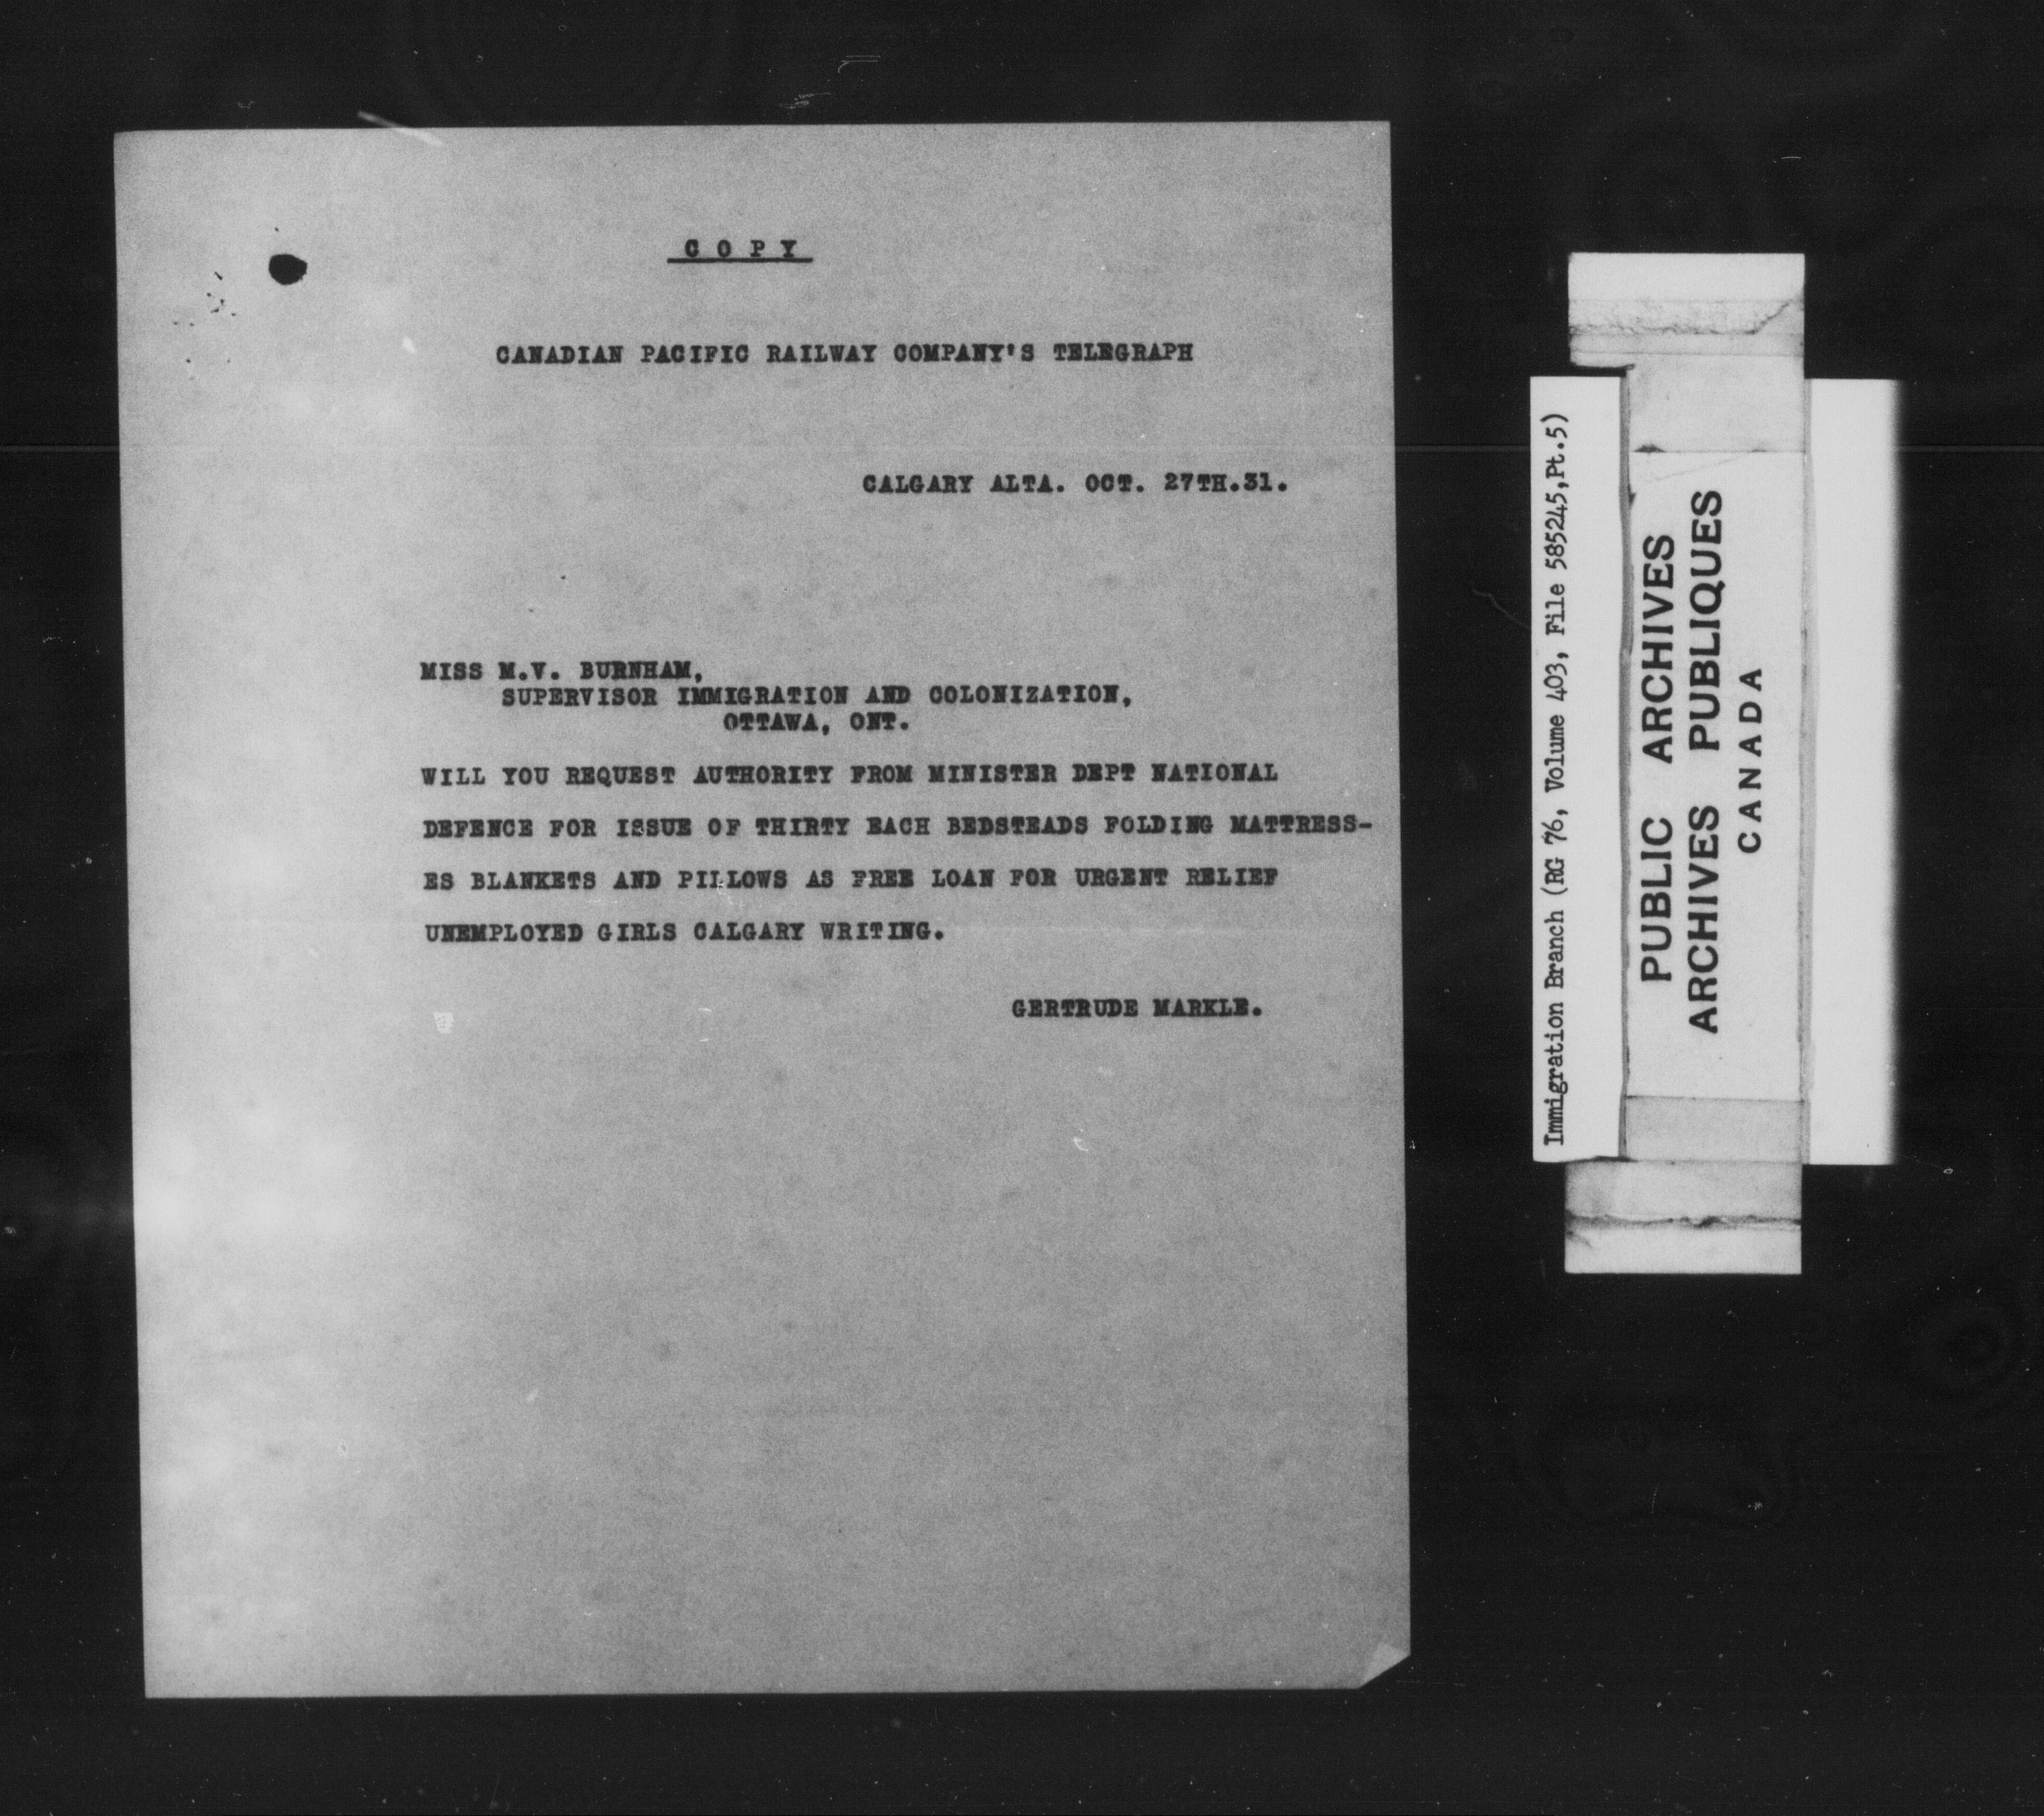 C O P Y
CANADIAN PACIFIC RAILWAY COMPANY'S TELEGRAPH
CALGARY ALTA. OCT. 27TH.31.
MISS M.V. BURNHAM,
SUPERVISOR IMMIGRATION AND COLONIZATION,
OTTAWA, ONT.
WILL YOU REQUEST AUTHORITY FROM MINISTER DEPT NATIONAL
DEFENCE FOR ISSUE OF THIRTY EACH BEDSTEADS FOLDING MATTRESS-
ES BLANKETS AND PILLOWS AS FREE LOAN FOR URGENT RELIEF
UNEMPLOYED GIRLS CALGARY WRITING.
GERTRUDE MARKLE.
Immigration Branch (RG 76, Volume 403, File 585245,Pt.5)
PUBLIC ARCHIVES
ARCHIVES PUBLIQUES
CANADA